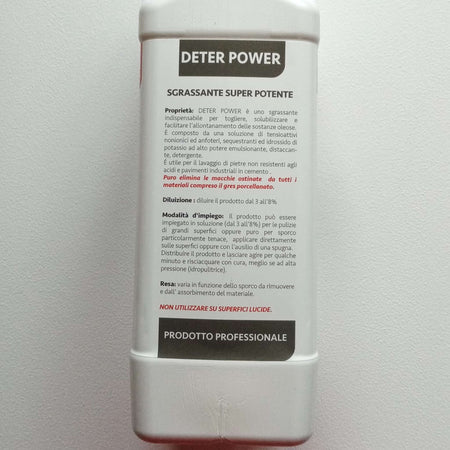 DETER POWER
SGRASSANTE SUPER POTENTE
Proprietà: DETER POWER è uno sgrassante
indispensabile per togliere, solubilizzare e
facilitare l'allontanamento delle sostanze oleose.
È composto da una soluzione di tensioattivi
nonionici ed anfoteri, sequestranti ed idrossido di
potassio ad alto potere emulsionante, distaccan-
te, detergente.
È utile per il lavaggio di pietre non resistenti agli
acidi e pavimenti industriali in cemento .
Puro elimina le macchie ostinate da tutti i
materiali compreso il gres porcellanato.
Diluizione : diluire il prodotto dal 3 all'8%
Modalità d'impiego: Il prodotto può essere
impiegato in soluzione (dal 3 all'8%) per le pulizie
di grandi superfici oppure puro per sporco
particolarmente tenace, applicare direttamente
sulle superfici oppure con l'ausilio di una spugna.
Distribuire il prodotto e lasciare agire per qualche
minuto e risciacquare con cura, meglio se ad alta
pressione (idropulitrice).
Resa: varia in funzione dello sporco da rimuovere
e dall' assorbimento del materiale.
NON UTILIZZARE SU SUPERFICI LUCIDE.
PRODOTTO PROFESSIONALE